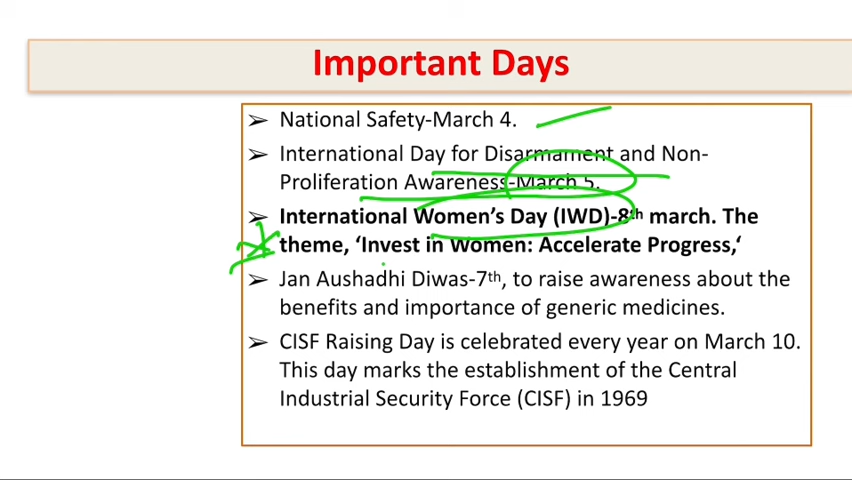 Important Days
➢ National Safety-March 4.
➢ International Day for Disarmament and Non-
Proliferation Awareness-March 5.
➢ International Women’s Day (IWD)-8th march. The
theme, ‘Invest in Women: Accelerate Progress,‘
➢ Jan Aushadhi Diwas-7th, to raise awareness about the
benefits and importance of generic medicines.
➢ CISF Raising Day is celebrated every year on March 10.
This day marks the establishment of the Central
Industrial Security Force (CISF) in 1969